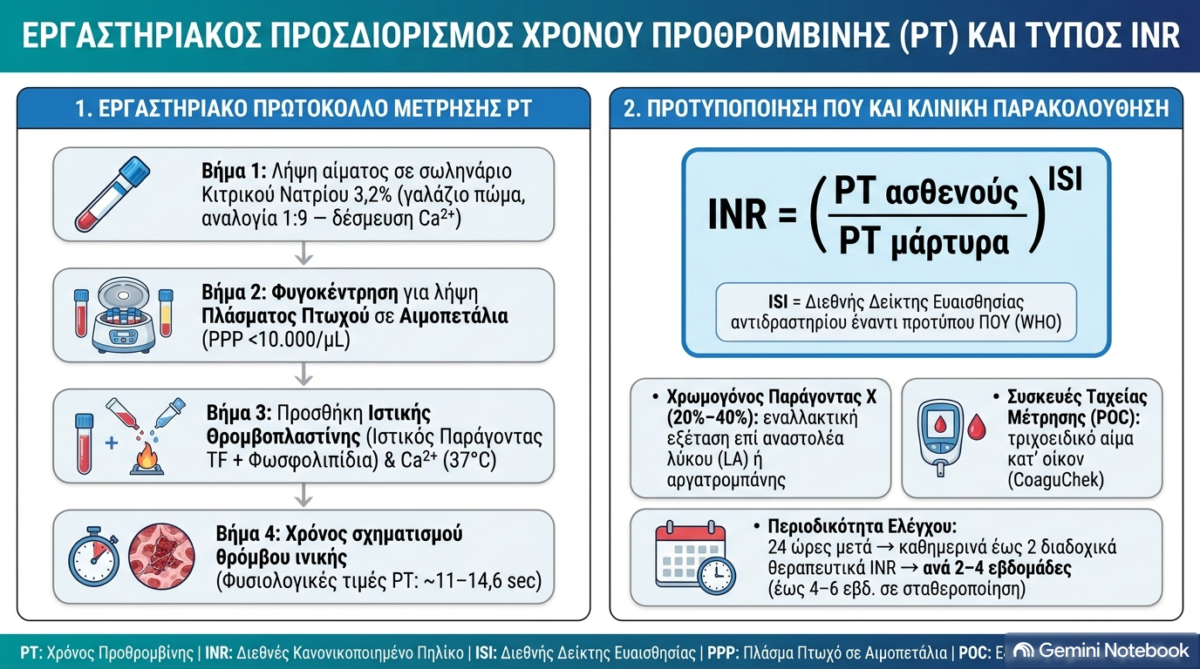 ΕΡΓΑΣΤΗΡΙΑΚΟΣ ΠΡΟΣΔΙΟΡΙΣΜΟΣ ΧΡΟΝΟΥ ΠΡΟΘΡΟΜΒΙΝΗΣ (PT) ΚΑΙ ΤΥΠΟΣ INR
1. ΕΡΓΑΣΤΗΡΙΑΚΟ ΠΡΩΤΟΚΟΛΛΟ ΜΕΤΡΗΣΗΣ PT
Βήμα 1: Λήψη αίματος σε σωληνάριο
Κιτρικού Νατρίου 3,2% (γαλάζιο πώμα,
αναλογία 1:9 — δέσμευση Ca²⁺)
Βήμα 2: Φυγοκέντρηση για λήψη
Πλάσματος Πτωχού σε Αιμοπετάλια
(PPP <10.000/μL)
Βήμα 3: Προσθήκη Ιστικής
Θρομβοπλαστίνης (Ιστικός Παράγοντας
TF + Φωσφολιπίδια) & Ca²⁺ (37°C)
Βήμα 4: Χρόνος σχηματισμού
θρόμβου ινικής
(Φυσιολογικές τιμές PT: ~11–14,6 sec)
2. ΠΡΟΤΥΠΟΠΟΙΗΣΗ ΠΟΥ ΚΑΙ ΚΛΙΝΙΚΗ ΠΑΡΑΚΟΛΟΥΘΗΣΗ
INR = (PT ασθενούς / PT μάρτυρα)^ISI
ISI = Διεθνής Δείκτης Ευαισθησίας
αντιδραστηρίου έναντι προτύπου ΠΟΥ (WHO)
• Χρωμογόνος Παράγοντας X
(20%–40%): εναλλακτική
εξέταση επί αναστολέα
λύκου (LA) ή
αργατρομπάνης
• Συσκευές Ταχείας
Μέτρησης (POC):
τριχοειδικό αίμα
κατ' οίκον
(CoaguChek)
• Περιοδικότητα Ελέγχου:
24 ώρες μετά → καθημερινά έως 2 διαδοχικά
θεραπευτικά INR → ανά 2–4 εβδομάδες
(έως 4–6 εβδ. σε σταθεροποίηση)
PT: Χρόνος Προθρομβίνης | INR: Διεθνές Κανονικοποιημένο Πηλίκο | ISI: Διεθνής Δείκτης Ευαισθησίας | PPP: Πλάσμα Πτωχό σε Αιμοπετάλια | POC:
Gemini Notebook